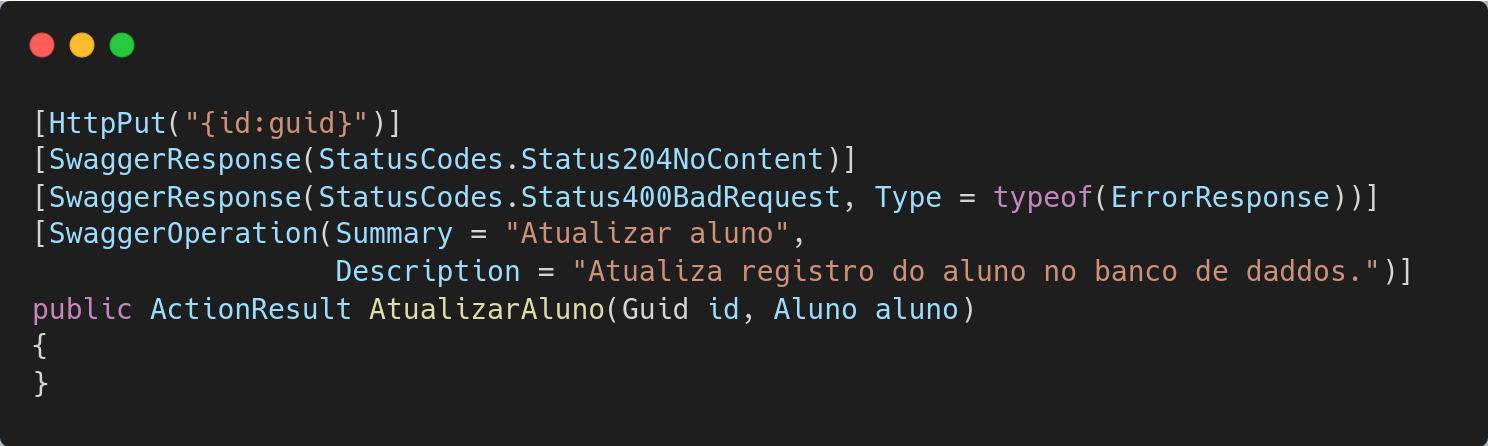 [HttpPut("{id:guid}")]
[SwaggerResponse(StatusCodes.Status204NoContent)]
[SwaggerResponse(StatusCodes.Status400BadRequest, Type = typeof(ErrorResponse))]
[SwaggerOperation(Summary = "Atualizar aluno",
                  Description = "Atualiza registro do aluno no banco de daddos.")]
public ActionResult AtualizarAluno(Guid id, Aluno aluno)
{
}